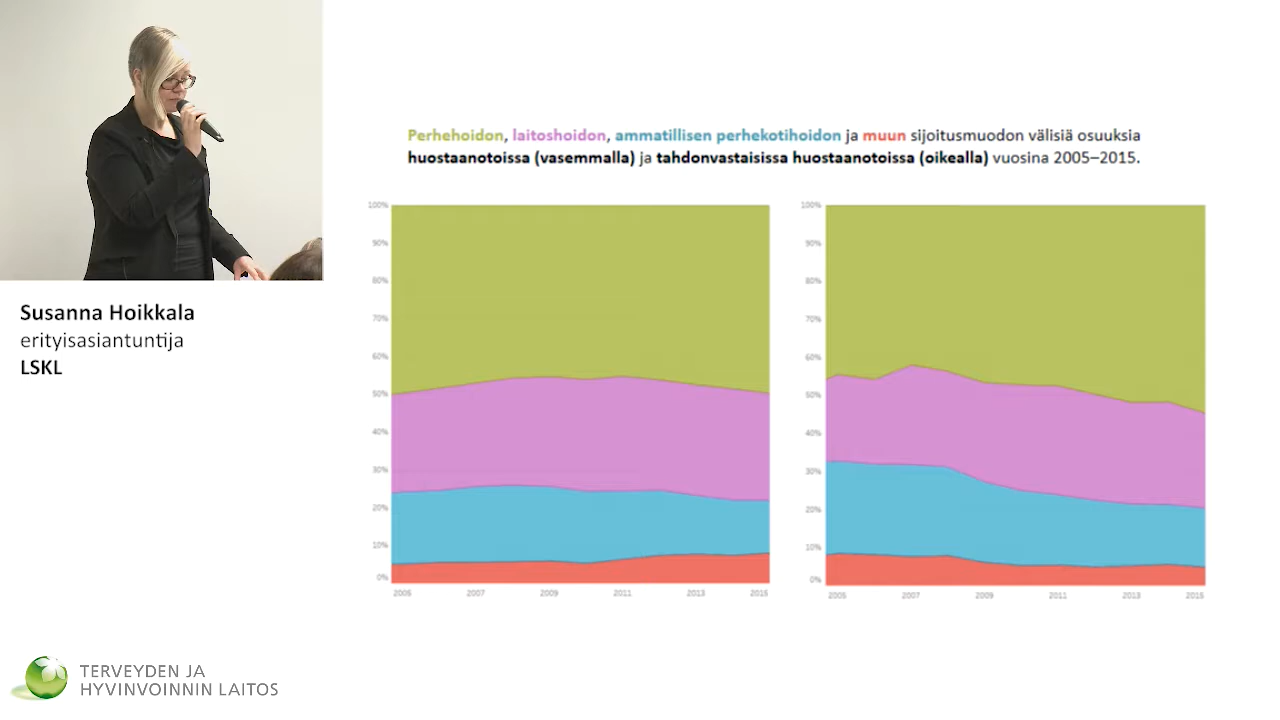 Perhehoidon, laitoshoidon, ammatillisen perhekotihoidon ja muun sijoitusmuodon välisiä osuuksia
huostaanotoissa (vasemmalla) ja tahdonvastaisissa huostaanotoissa (oikealla) vuosina 2005–2015.
100%
90%
80%
70%
60%
50%
40%
30%
20%
10%
0%
2005 2007 2009 2011 2013 2015
100%
90%
80%
70%
60%
50%
40%
30%
20%
10%
0%
2005 2007 2009 2011 2013 2015
Susanna Hoikkala
erityisasiantuntija
LSKL
TERVEYDEN JA
HYVINVOINNIN LAITOS